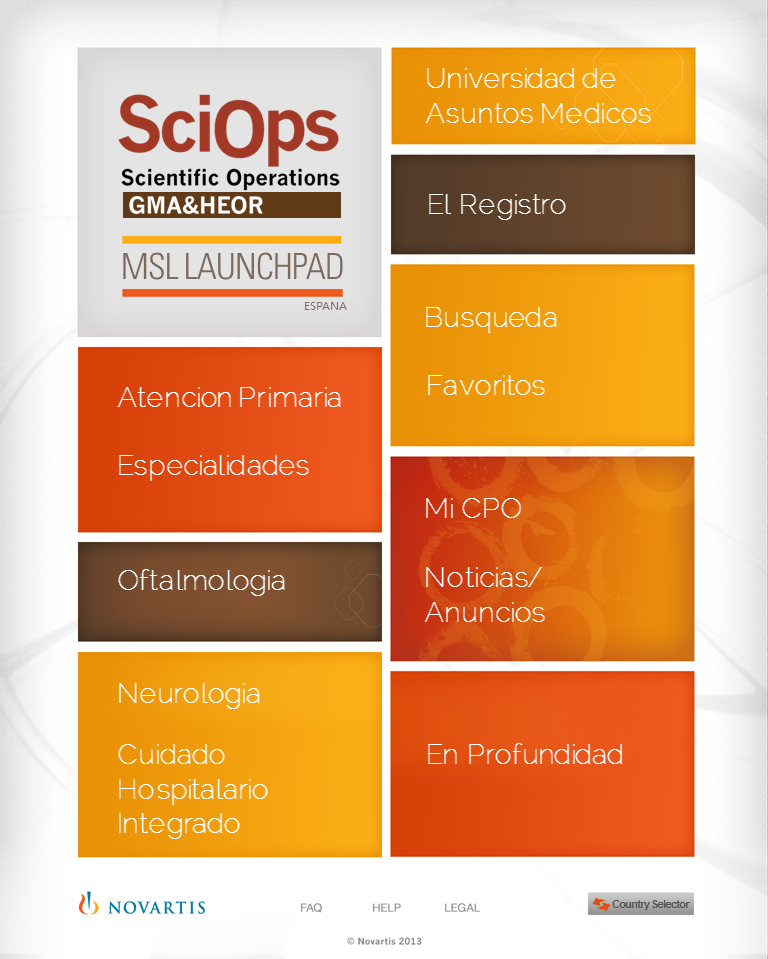 SciOps
Scientific Operations
GMA&HEOR
MSL LAUNCHPAD
ESPANA
Atencion Primaria
Especialidades
Oftalmologia
Neurologia
Cuidado
Hospitalario
Integrado
Universidad de
Asuntos Medicos
El Registro
Busqueda
Favoritos
Mi CPO
Noticias/
Anuncios
En Profundidad
NOVARTIS
FAQ HELP LEGAL
Country Selector
© Novartis 2013